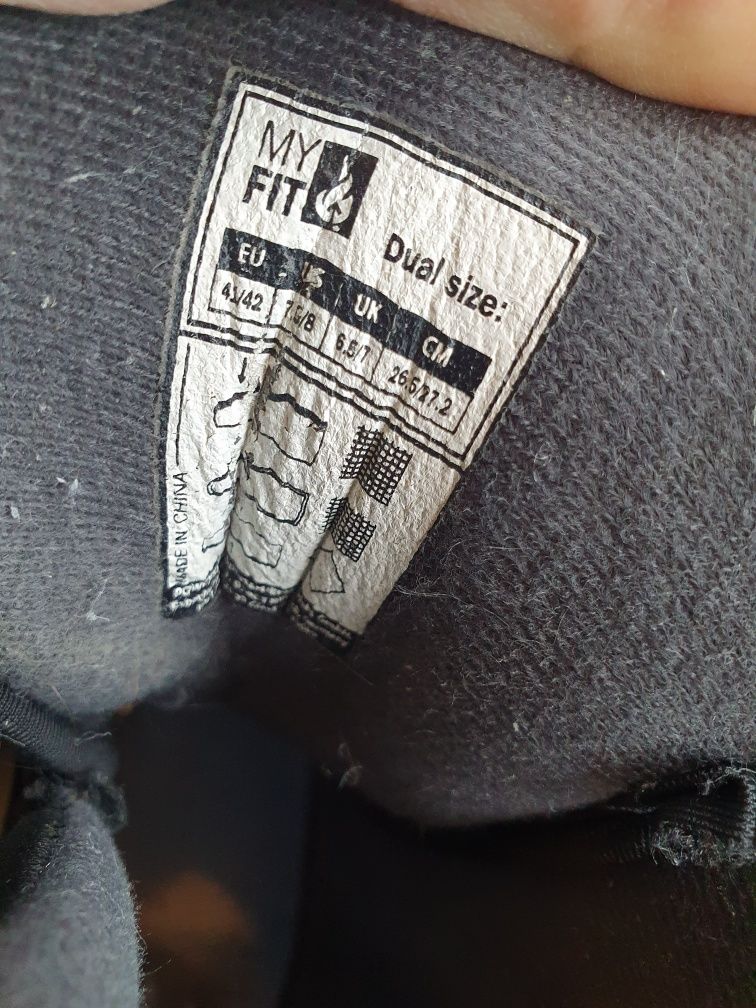 MY
FIT
Dual size:
EU US UK CM
41/42 7.5/8 6.5/7 26.5/27.2
MADE IN CHINA